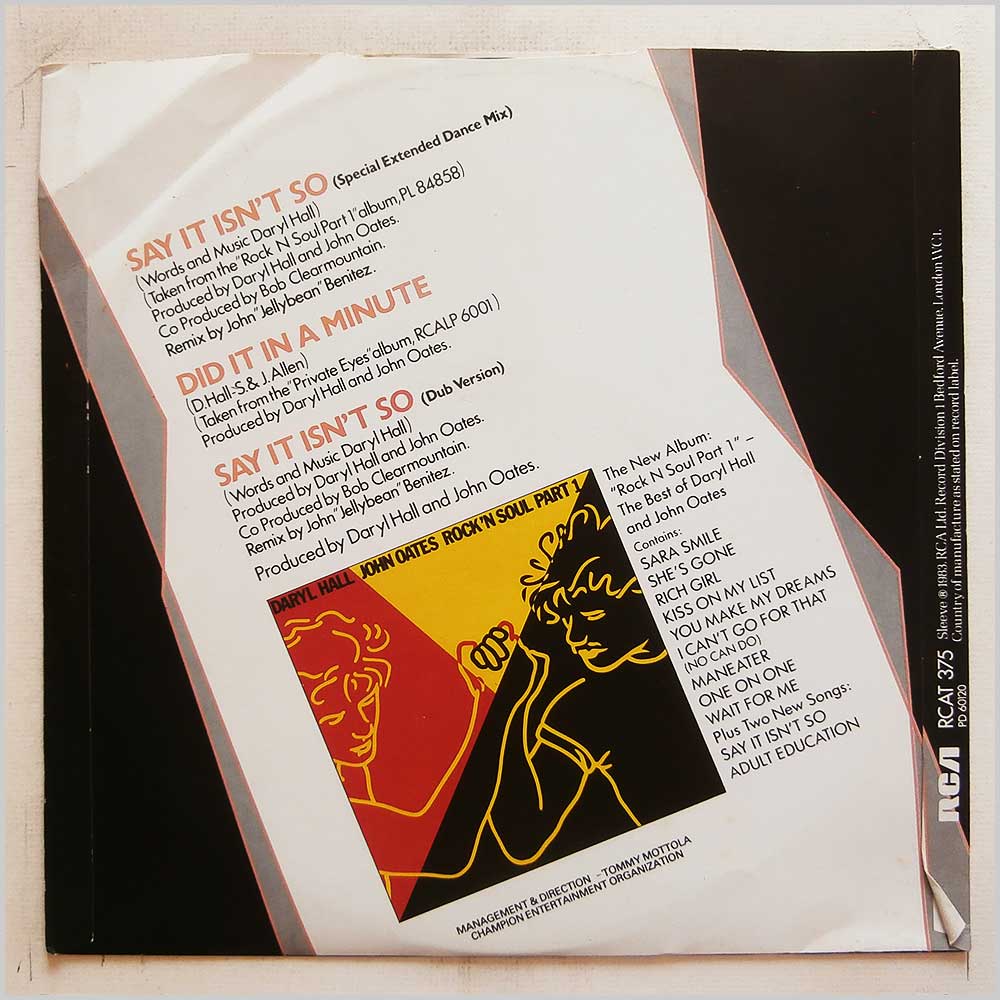 SAY IT ISN'T SO (Special Extended Dance Mix)
(Words and Music Daryl Hall)
(Taken from the "Rock N Soul Part 1" album, PL 84858)
Produced by Daryl Hall and John Oates.
Co Produced by Bob Clearmountain.
Remix by John "Jellybean" Benitez.
DID IT IN A MINUTE
(D. Hall-S. & J. Allen)
(Taken from the "Private Eyes" album, RCALP 6001)
Produced by Daryl Hall and John Oates.
SAY IT ISN'T SO (Dub Version)
(Words and Music Daryl Hall)
Produced by Daryl Hall and John Oates.
Co Produced by Bob Clearmountain.
Remix by John "Jellybean" Benitez.
Produced by Daryl Hall and John Oates.
DARYL HALL JOHN OATES ROCK'N SOUL PART 1
The New Album:
"Rock N Soul Part 1" –
The Best of Daryl Hall
and John Oates
Contains:
SARA SMILE
SHE'S GONE
RICH GIRL
KISS ON MY LIST
YOU MAKE MY DREAMS
I CAN'T GO FOR THAT
(NO CAN DO)
MANEATER
ONE ON ONE
WAIT FOR ME
Plus Two New Songs:
SAY IT ISN'T SO
ADULT EDUCATION
MANAGEMENT & DIRECTION – TOMMY MOTTOLA
CHAMPION ENTERTAINMENT ORGANIZATION
RCA RCAT 375 Sleeve ℗ 1983. RCA Ltd. Record Division 1 Bedford Avenue, London WC1.
PD 60120 Country of manufacture as stated on record label.